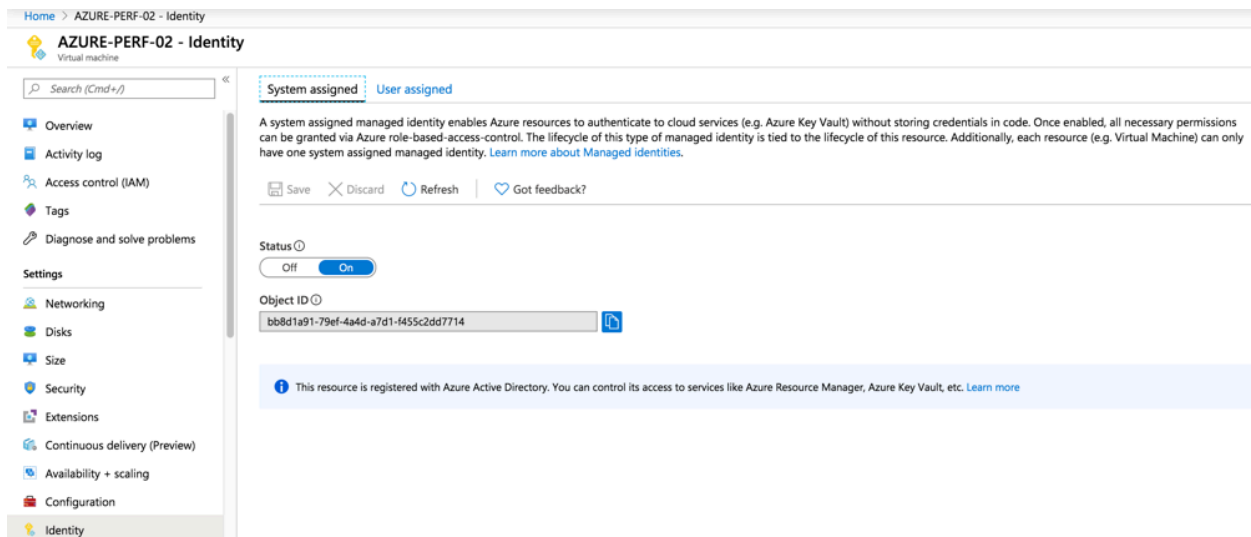 Home > AZURE-PERF-02 - Identity
AZURE-PERF-02 - Identity
Virtual machine
Search (Cmd+/)
«
Overview
Activity log
Access control (IAM)
Tags
Diagnose and solve problems
Settings
Networking
Disks
Size
Security
Extensions
Continuous delivery (Preview)
Availability + scaling
Configuration
Identity
System assigned User assigned
A system assigned managed identity enables Azure resources to authenticate to cloud services (e.g. Azure Key Vault) without storing credentials in code. Once enabled, all necessary permissions
can be granted via Azure role-based-access-control. The lifecycle of this type of managed identity is tied to the lifecycle of this resource. Additionally, each resource (e.g. Virtual Machine) can only
have one system assigned managed identity. Learn more about Managed identities.
Save Discard Refresh Got feedback?
Status
Off On
Object ID
bb8d1a91-79ef-4a4d-a7d1-f455c2dd7714
This resource is registered with Azure Active Directory. You can control its access to services like Azure Resource Manager, Azure Key Vault, etc. Learn more